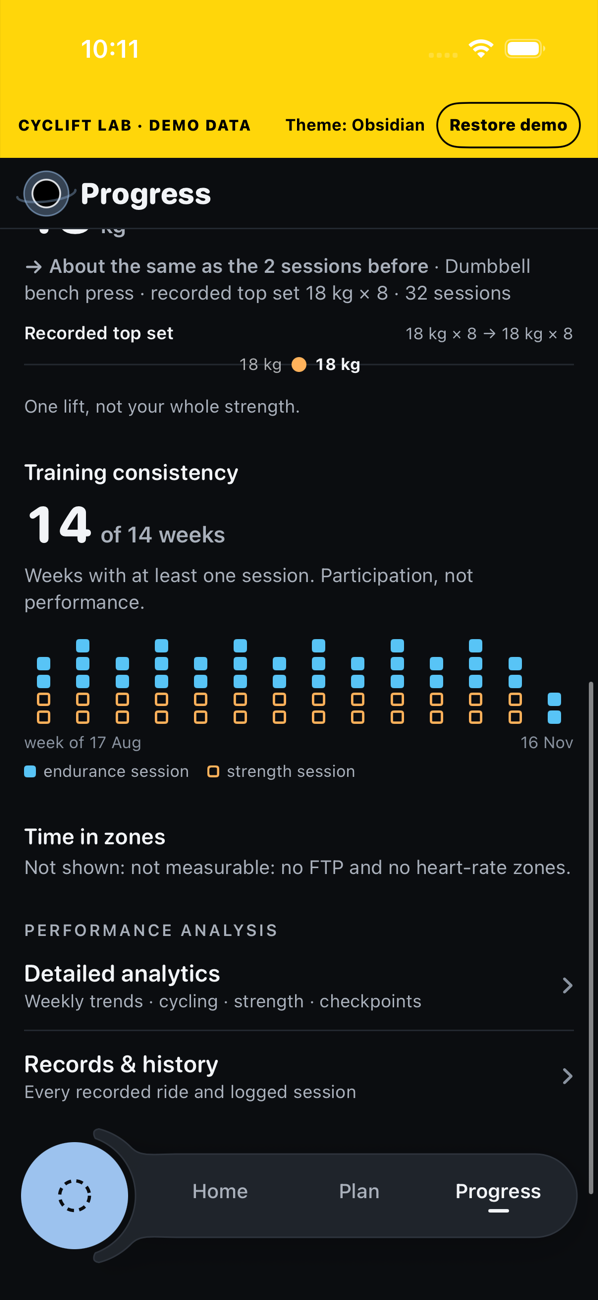 10:11
CYCLIFT LAB · DEMO DATA
Theme: Obsidian
Restore demo
Progress
kg
→ About the same as the 2 sessions before · Dumbbell
bench press · recorded top set 18 kg × 8 · 32 sessions
Recorded top set
18 kg × 8 → 18 kg × 8
18 kg 18 kg
One lift, not your whole strength.
Training consistency
14 of 14 weeks
Weeks with at least one session. Participation, not
performance.
week of 17 Aug
16 Nov
endurance session
strength session
Time in zones
Not shown: not measurable: no FTP and no heart-rate zones.
PERFORMANCE ANALYSIS
Detailed analytics
Weekly trends · cycling · strength · checkpoints
Records & history
Every recorded ride and logged session
Home
Plan
Progress